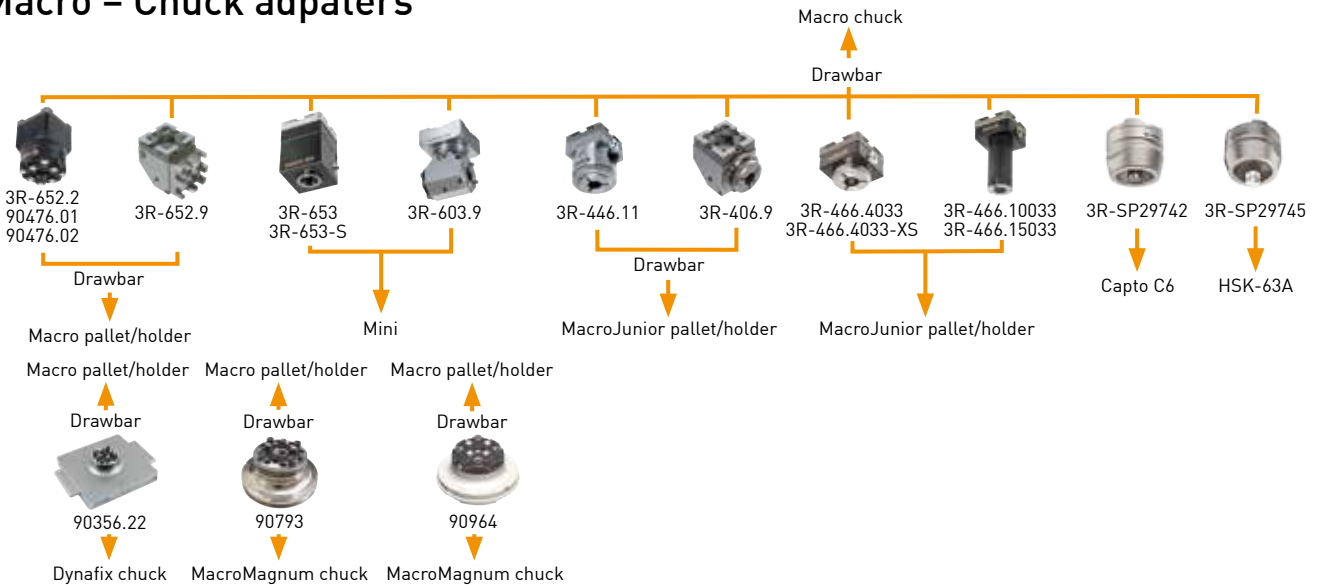 Macro – Chuck adpaters
Macro chuck
Drawbar
3R-652.2
90476.01
90476.02
3R-652.9
3R-653
3R-653-S
3R-603.9
3R-446.11
3R-406.9
3R-466.4033
3R-466.4033-XS
3R-466.10033
3R-466.15033
3R-SP29742
3R-SP29745
Drawbar
Drawbar
Capto C6
HSK-63A
Macro pallet/holder
Mini
MacroJunior pallet/holder
MacroJunior pallet/holder
Macro pallet/holder
Macro pallet/holder
Macro pallet/holder
Drawbar
Drawbar
Drawbar
90356.22
90793
90964
Dynafix chuck
MacroMagnum chuck
MacroMagnum chuck